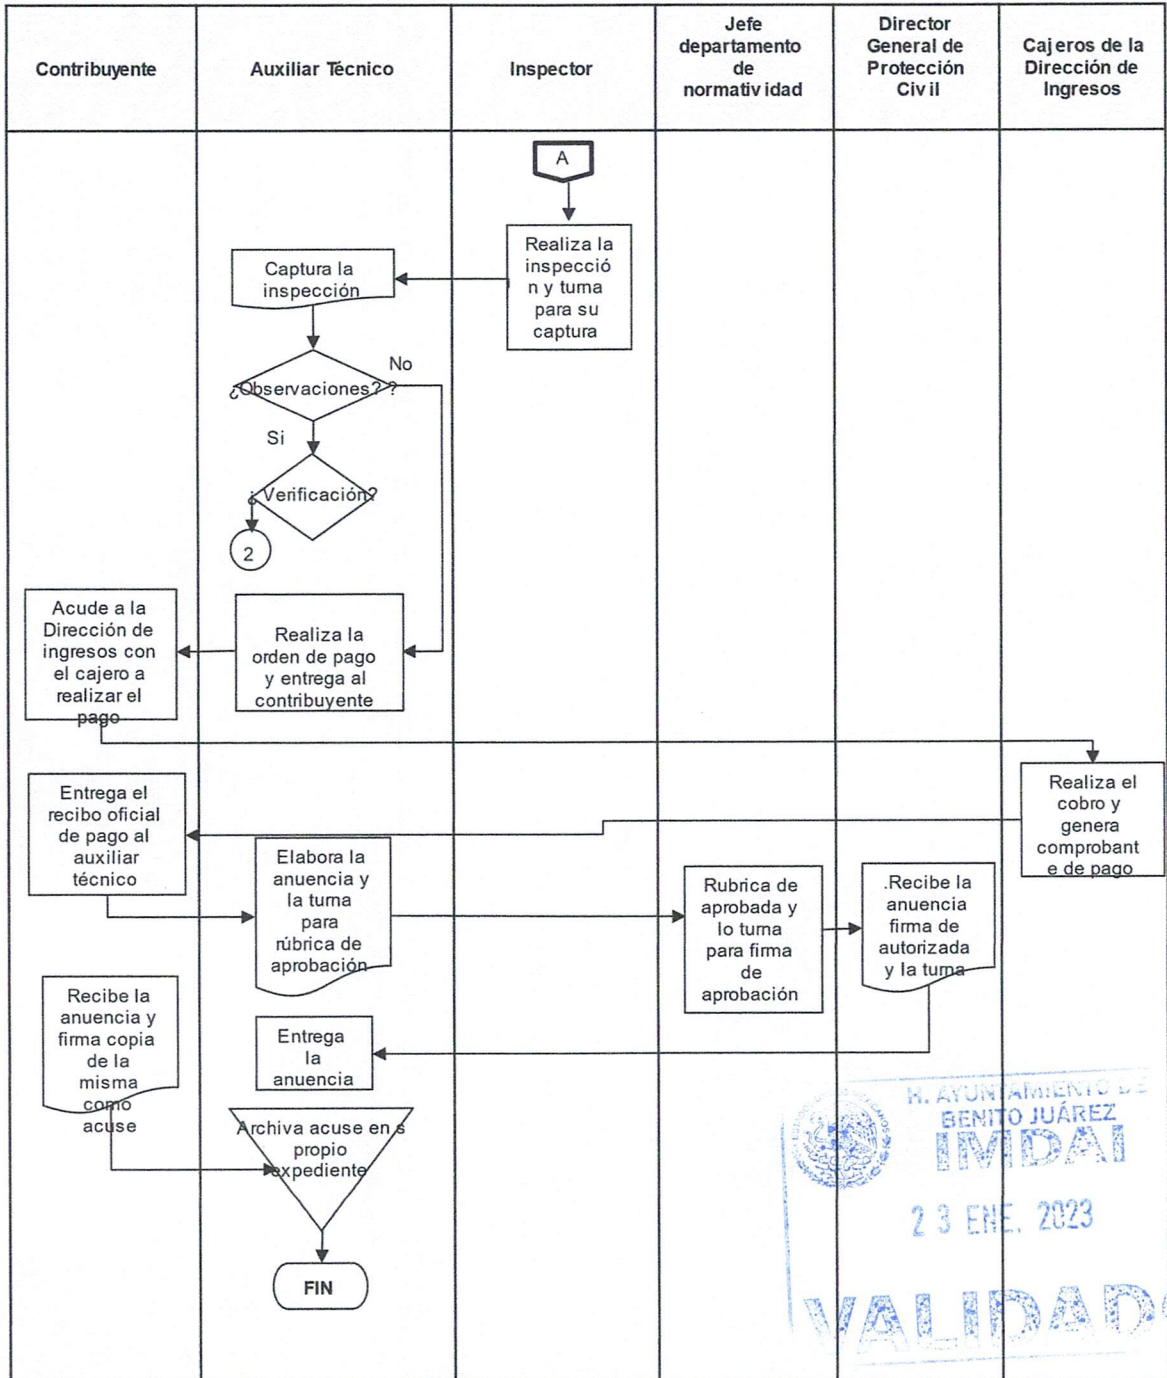 Contribuyente
Auxiliar Técnico
Inspector
Jefe
departamento
de
normatividad
Director
General de
Protección
Civil
Cajeros de la
Dirección de
Ingresos
A
Realiza la
inspecció
n y turna
para su
captura
Captura la
inspección
¿Observaciones? ?
No
Si
¿ Verificación?
2
Acude a la
Dirección de
ingresos con
el cajero a
realizar el
pago
Realiza la
orden de pago
y entrega al
contribuyente
Realiza el
cobro y
genera
comprobant
e de pago
Entrega el
recibo oficial
de pago al
auxiliar
técnico
Elabora la
anuencia y
la turna
para
rúbrica de
aprobación
Rubrica de
aprobada y
lo turna
para firma
de
aprobación
.Recibe la
anuencia
firma de
autorizada
y la turna
Recibe la
anuencia y
firma copia
de la
misma
como
acuse
Entrega
la
anuencia
Archiva acuse en s
propio
expediente
FIN
H. AYUNTAMIENTO DE
BENITO JUÁREZ
IMDAI
23 ENE. 2023
VALIDADO